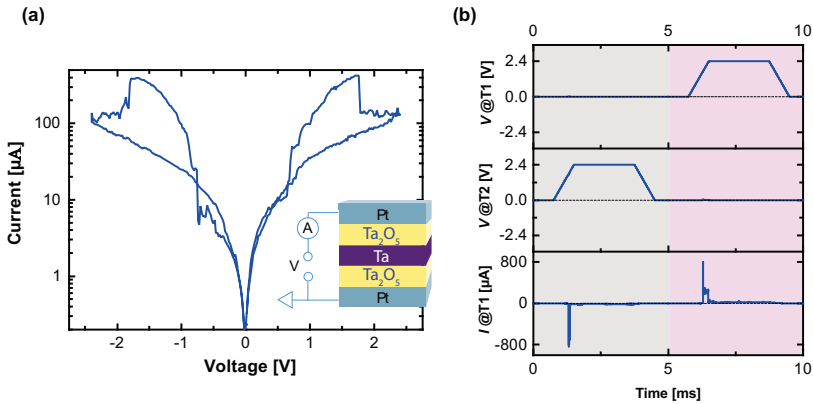 (a)
Current [µA]
100
10
1
-2
-1
0
1
2
Voltage [V]
A
V
Pt
Ta₂O₅
Ta
Ta₂O₅
Pt
(b)
0
5
10
V @T1 [V]
2.4
0.0
-2.4
V @T2 [V]
2.4
0.0
-2.4
I @T1 [µA]
800
0
-800
0
5
10
Time [ms]